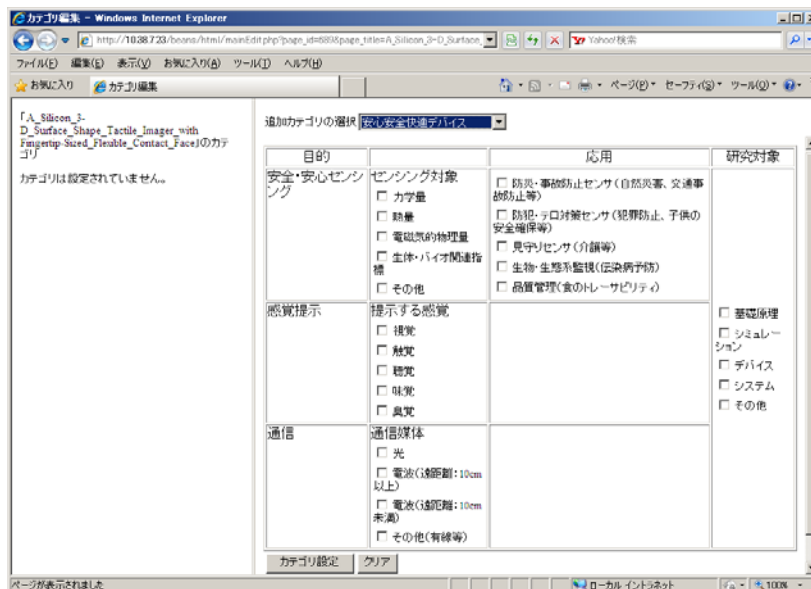 カテゴリ編集 - Windows Internet Explorer
http://10.38.7.23/beans/html/mainEdit.php?page_id=689&page_title=A_Silicon_3-D_Surface_
Yahoo!検索
ファイル(F) 編集(E) 表示(V) お気に入り(A) ツール(T) ヘルプ(H)
お気に入り カテゴリ編集 ページ(P) セーフティ(S) ツール(O)
「A_Silicon_3-
D_Surface_Shape_Tactile_Imager_with
Fingertip-Sized_Flexible_Contact_Face」のカテ
ゴリ
カテゴリは設定されていません。
追加カテゴリの選択 安心安全快適デバイス
目的 応用 研究対象
安全・安心センシ
ング
センシング対象
力学量
熱量
電磁気的物理量
生体・バイオ関連指
標
その他
防災・事故防止センサ(自然災害、交通事
故防止等)
防犯・テロ対策センサ(犯罪防止、子供の
安全確保等)
見守りセンサ(介護等)
生物・生態系監視(伝染病予防)
品質管理(食のトレーサビリティ)
感覚提示
提示する感覚
視覚
触覚
聴覚
味覚
臭覚
通信
通信媒体
光
電波(遠距離:10cm
以上)
電波(遠距離:10cm
未満)
その他(有線等)
基礎原理
シミュレー
ション
デバイス
システム
その他
カテゴリ設定 クリア
ページが表示されました ローカル イントラネット 100%